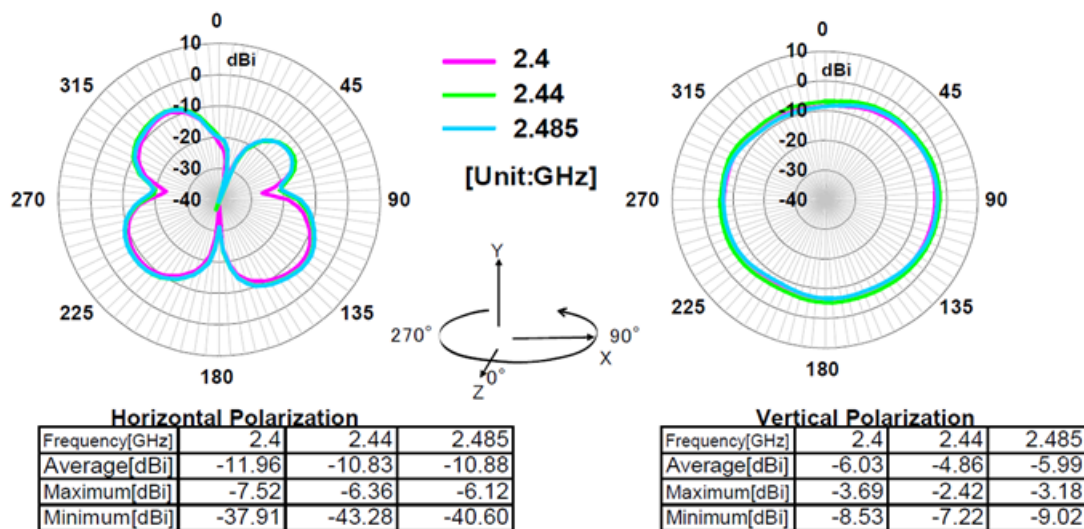 0
10
dBi
315
45
0
-10
-20
-30
270
-40
90
225
135
180
2.4
2.44
2.485
[Unit:GHz]
Y
270°
90°
X
Z
0°
0
10
dBi
315
45
0
-10
-20
-30
270
-40
90
225
135
180
Horizontal Polarization
Frequency[GHz] 2.4 2.44 2.485
Average[dBi] -11.96 -10.83 -10.88
Maximum[dBi] -7.52 -6.36 -6.12
Minimum[dBi] -37.91 -43.28 -40.60
Vertical Polarization
Frequency[GHz] 2.4 2.44 2.485
Average[dBi] -6.03 -4.86 -5.99
Maximum[dBi] -3.69 -2.42 -3.18
Minimum[dBi] -8.53 -7.22 -9.02